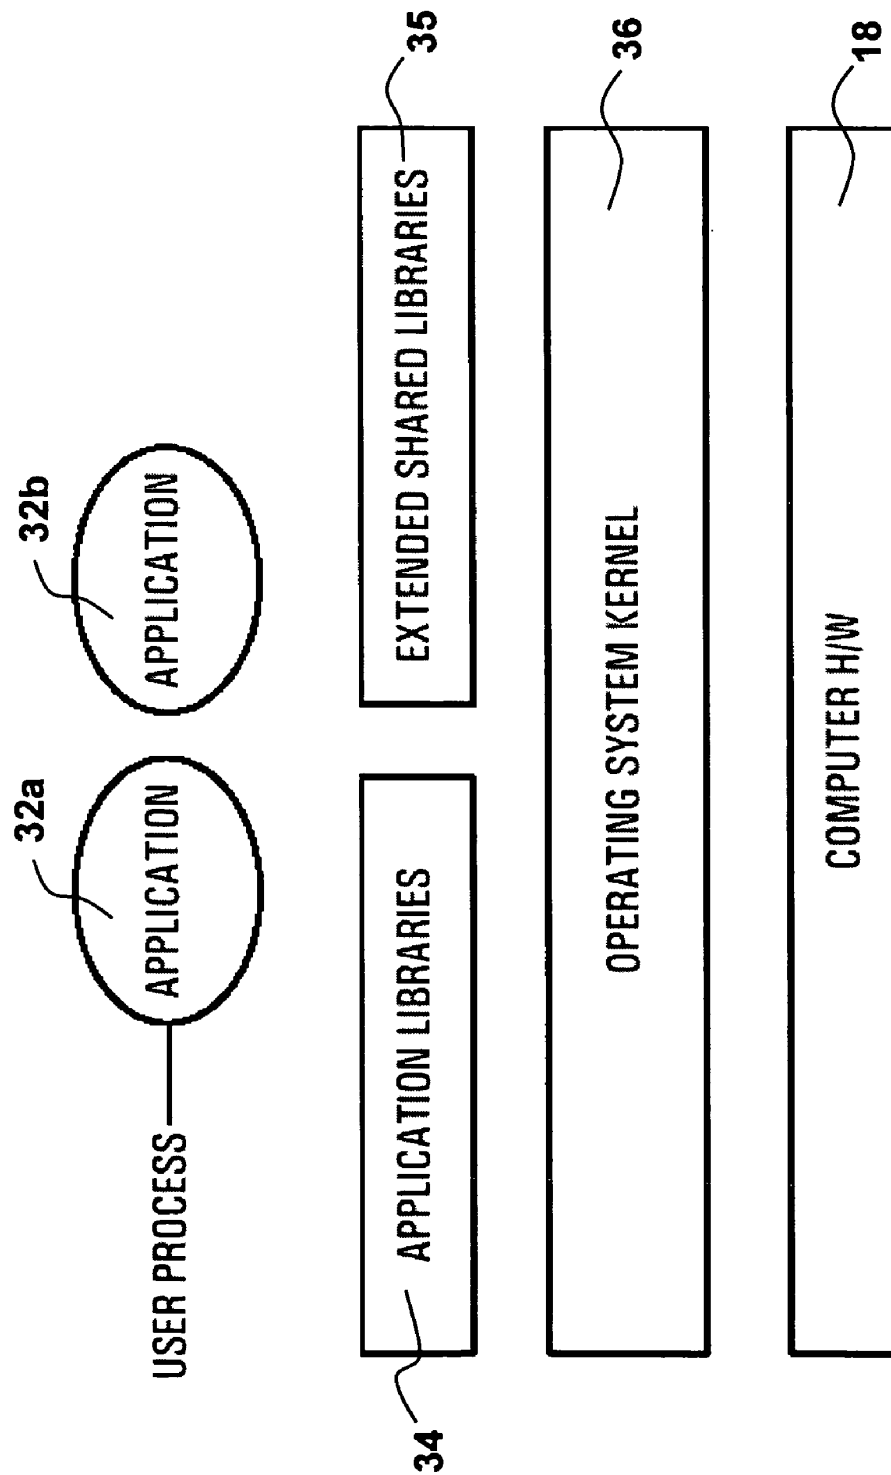 32a
32b
USER PROCESS
APPLICATION
APPLICATION
35
34
APPLICATION LIBRARIES
EXTENDED SHARED LIBRARIES
36
OPERATING SYSTEM KERNEL
18
COMPUTER H/W